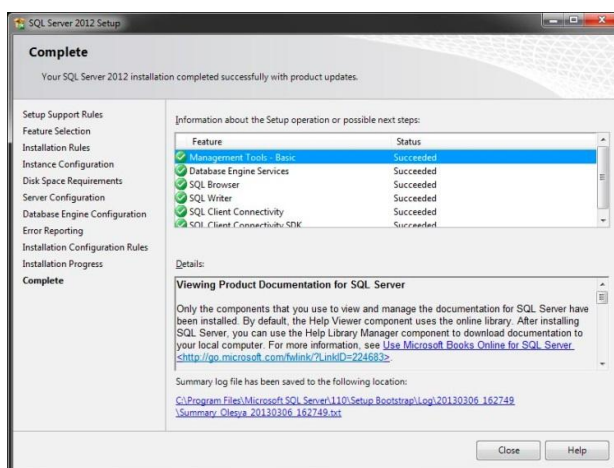 SQL Server 2012 Setup
Complete
Your SQL Server 2012 installation completed successfully with product updates.
Setup Support Rules
Feature Selection
Installation Rules
Instance Configuration
Disk Space Requirements
Server Configuration
Database Engine Configuration
Error Reporting
Installation Configuration Rules
Installation Progress
Complete
Information about the Setup operation or possible next steps:
Feature Status
Management Tools - Basic Succeeded
Database Engine Services Succeeded
SQL Browser Succeeded
SQL Writer Succeeded
SQL Client Connectivity Succeeded
SQL Client Connectivity SDK Succeeded
Details:
Viewing Product Documentation for SQL Server
Only the components that you use to view and manage the documentation for SQL Server have
been installed. By default, the Help Viewer component uses the online library. After installing
SQL Server, you can use the Help Library Manager component to download documentation to
your local computer. For more information, see Use Microsoft Books Online for SQL Server
<http://go.microsoft.com/fwlink/?LinkID=224683>.
Summary log file has been saved to the following location:
C:\Program Files\Microsoft SQL Server\110\Setup Bootstrap\Log\20130306_162749
\Summary_Olesya_20130306_162749.txt
Close
Help